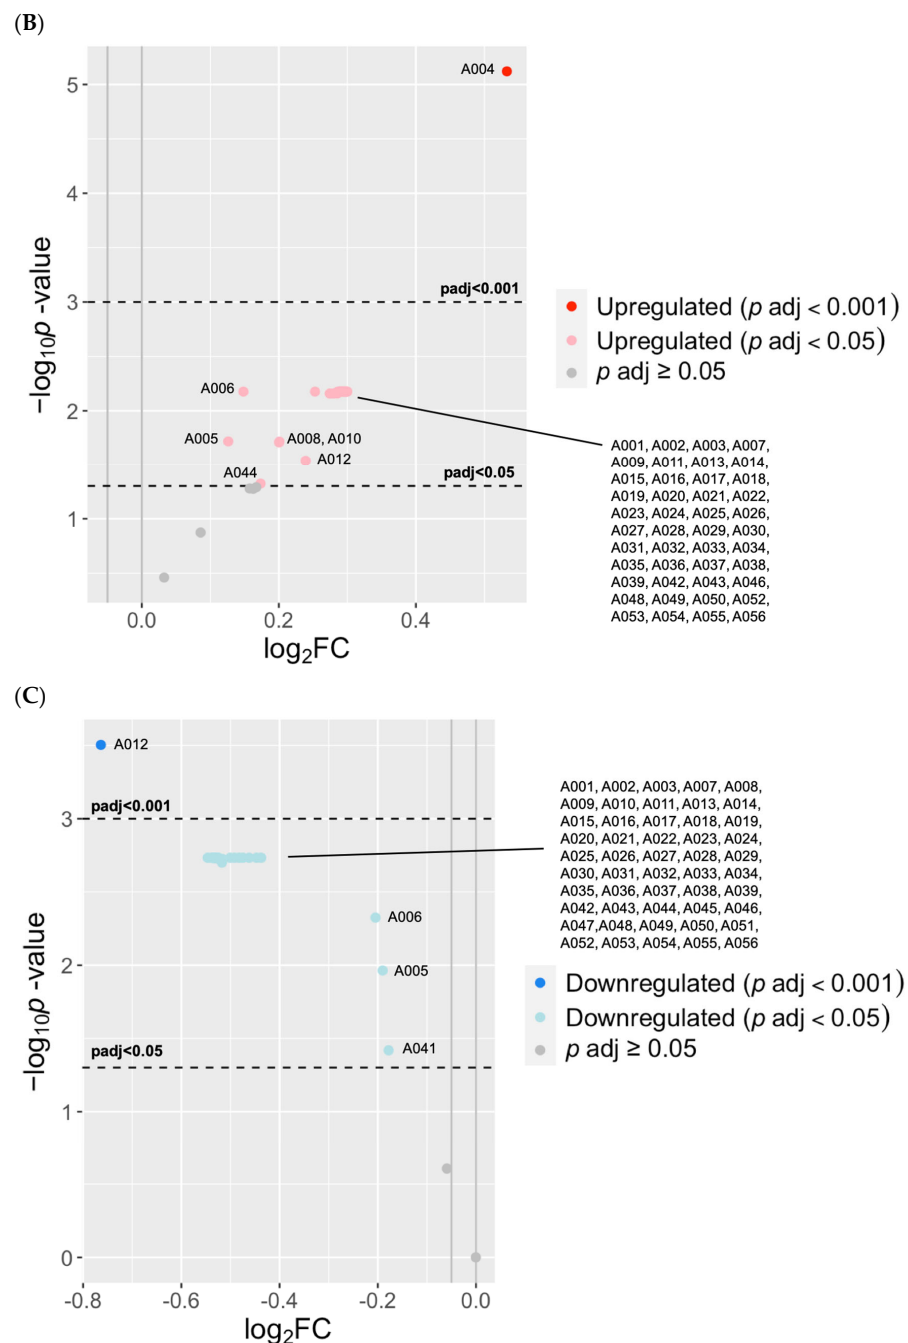 (B)
A004
5
4
padj<0.001
3
A006
2
A005
A008, A010
A012
A044
padj<0.05
1
−log10p -value
0.0 0.2 0.4
log2FC
Upregulated (p adj < 0.001)
Upregulated (p adj < 0.05)
p adj ≥ 0.05
A001, A002, A003, A007,
A009, A011, A013, A014,
A015, A016, A017, A018,
A019, A020, A021, A022,
A023, A024, A025, A026,
A027, A028, A029, A030,
A031, A032, A033, A034,
A035, A036, A037, A038,
A039, A042, A043, A046,
A048, A049, A050, A052,
A053, A054, A055, A056
(C)
A012
padj<0.001
3
A006
2
A005
A041
padj<0.05
1
0
−log10p -value
-0.8 -0.6 -0.4 -0.2 0.0
log2FC
A001, A002, A003, A007, A008,
A009, A010, A011, A013, A014,
A015, A016, A017, A018, A019,
A020, A021, A022, A023, A024,
A025, A026, A027, A028, A029,
A030, A031, A032, A033, A034,
A035, A036, A037, A038, A039,
A042, A043, A044, A045, A046,
A047,A048, A049, A050, A051,
A052, A053, A054, A055, A056
Downregulated (p adj < 0.001)
Downregulated (p adj < 0.05)
p adj ≥ 0.05